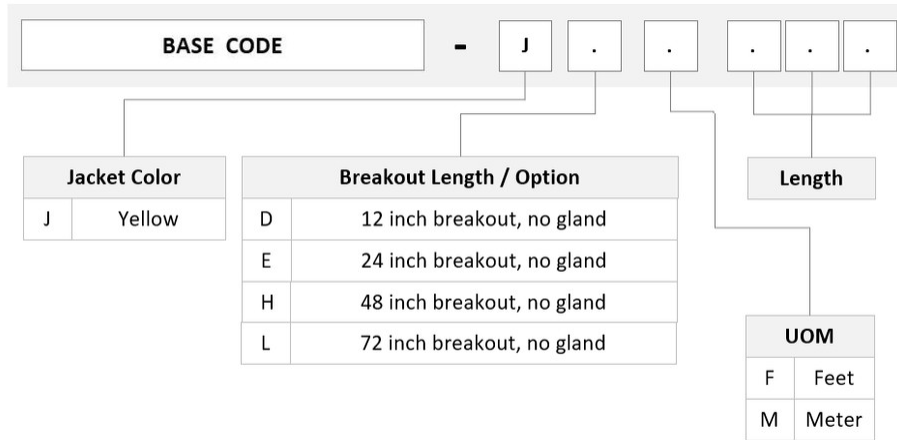 BASE CODE - J . . . . .
Jacket Color
J Yellow
Breakout Length / Option
D 12 inch breakout, no gland
E 24 inch breakout, no gland
H 48 inch breakout, no gland
L 72 inch breakout, no gland
Length
UOM
F Feet
M Meter